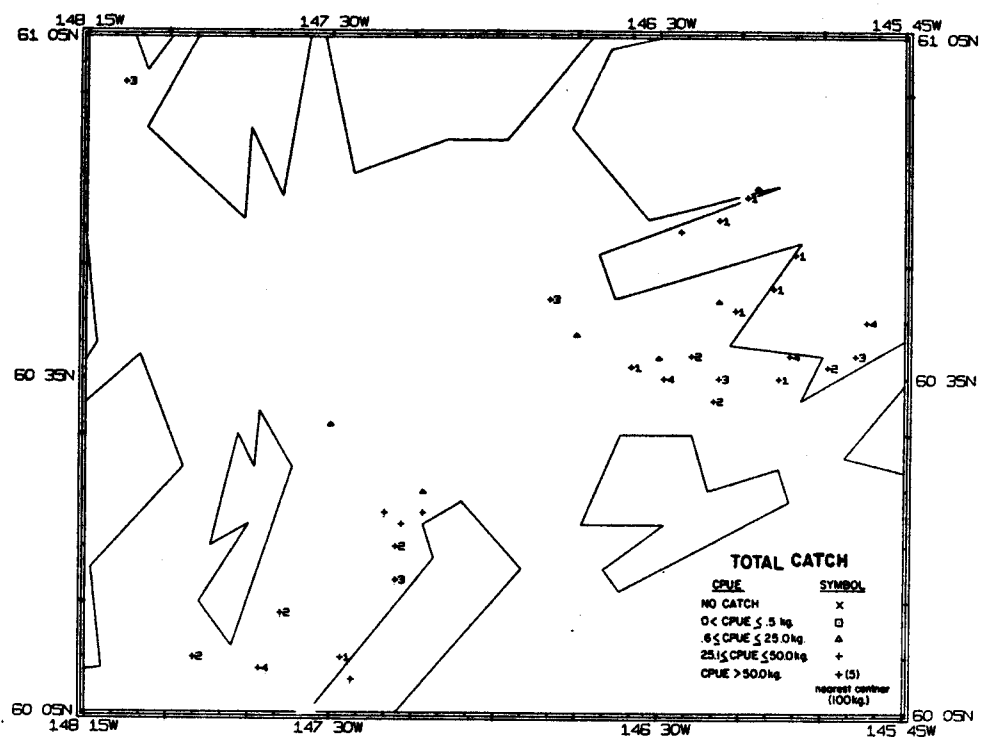 148 15W 147 30W 146 30W 145 45W
61 05N 61 05N
+3
+1
+1
+
+1
+3
+1
+1
+4
+2 +4 +3
+1 +2
60 35N +4 +3 +1 60 35N
+2
+ +
+
+2
+3
TOTAL CATCH
CPUE SYMBOL
NO CATCH X
0 < CPUE ≤ .5 kg. □
.6 ≤ CPUE ≤ 25.0 kg. △
25.1 ≤ CPUE ≤ 50.0 kg. +
CPUE > 50.0 kg. +(5)
nearest centner
(100 kg.)
+2
+2 +4 +1
+
60 05N 60 05N
148 15W 147 30W 146 30W 145 45W